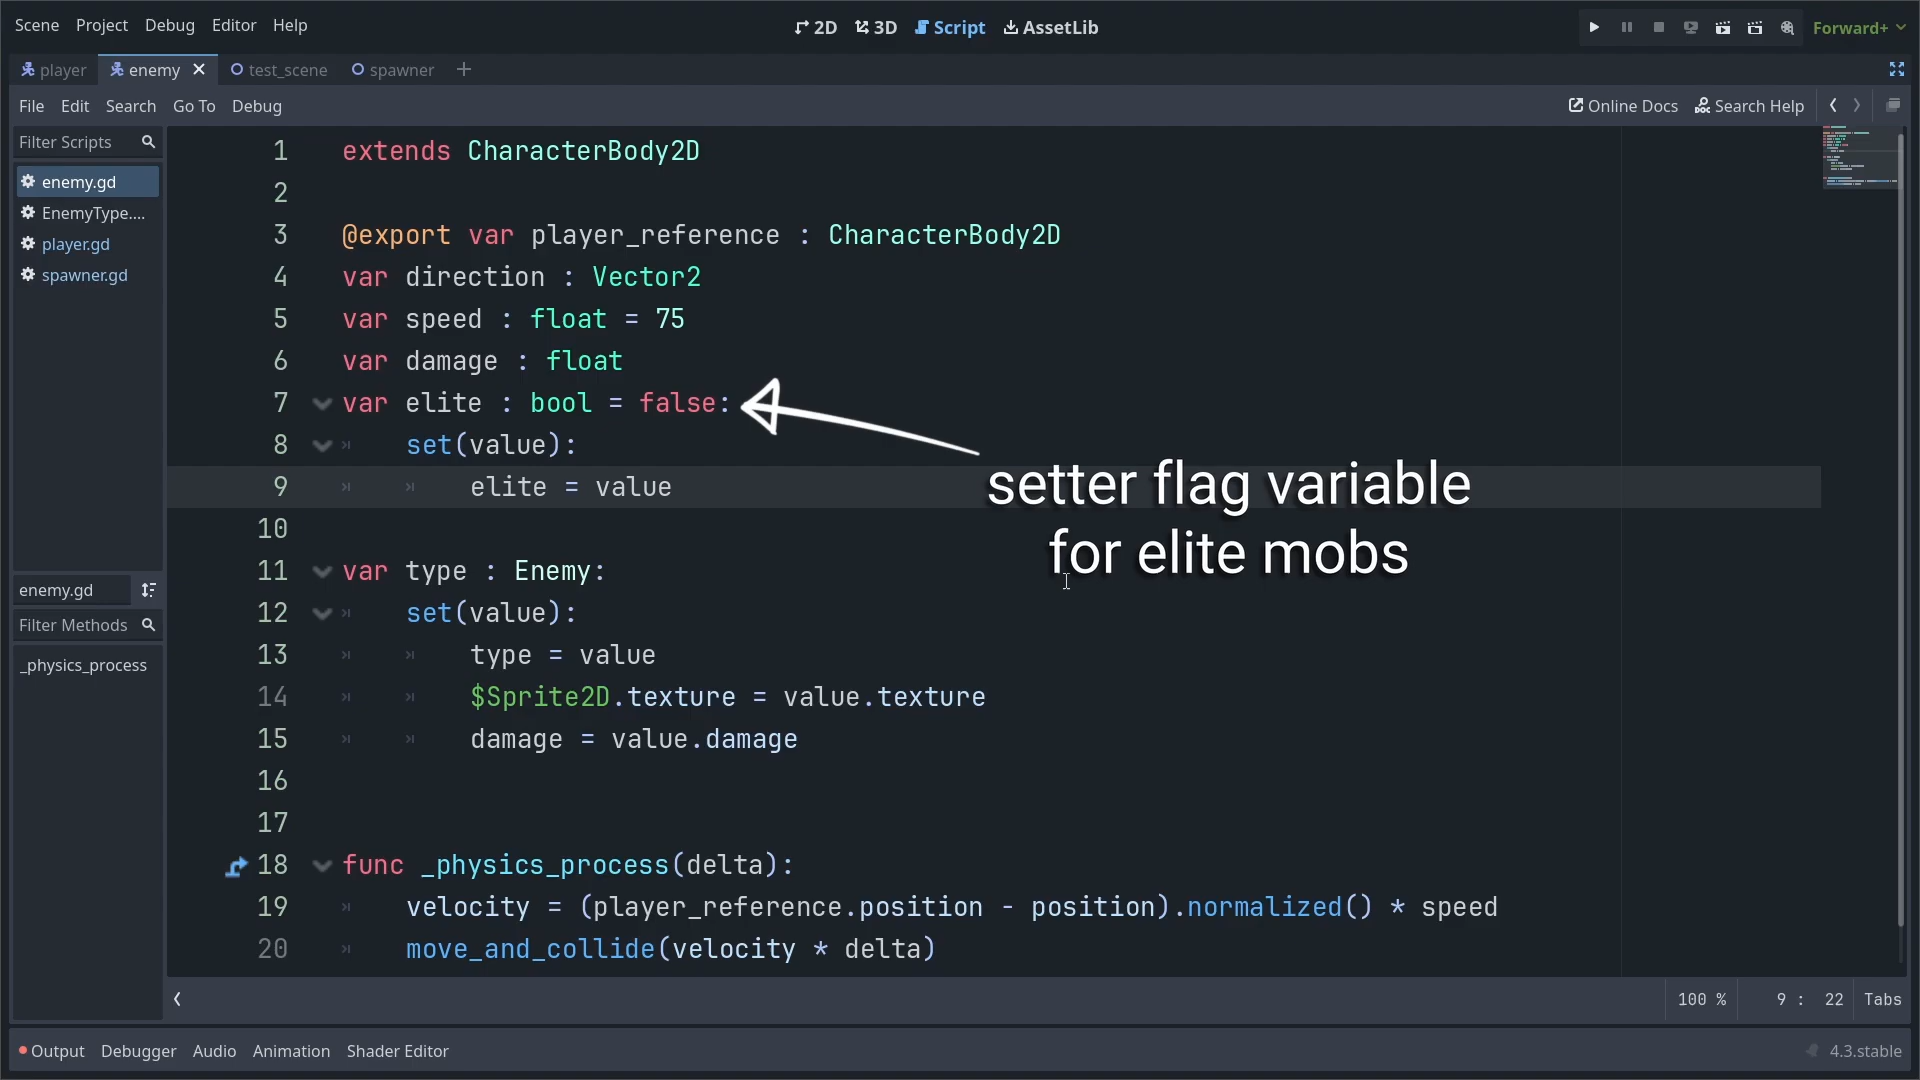 Scene Project Debug Editor Help
2D 3D Script AssetLib
Forward+
player enemy test_scene spawner
File Edit Search Go To Debug
Online Docs Search Help
Filter Scripts
enemy.gd
EnemyType....
player.gd
spawner.gd
enemy.gd
Filter Methods
_physics_process
1 extends CharacterBody2D
2
3 @export var player_reference : CharacterBody2D
4 var direction : Vector2
5 var speed : float = 75
6 var damage : float
7 var elite : bool = false:
8 set(value):
9 elite = value
10
11 var type : Enemy:
12 set(value):
13 type = value
14 $Sprite2D.texture = value.texture
15 damage = value.damage
16
17
18 func _physics_process(delta):
19 velocity = (player_reference.position - position).normalized() * speed
20 move_and_collide(velocity * delta)
setter flag variable
for elite mobs
100 % 9 : 22 Tabs
Output Debugger Audio Animation Shader Editor
4.3.stable